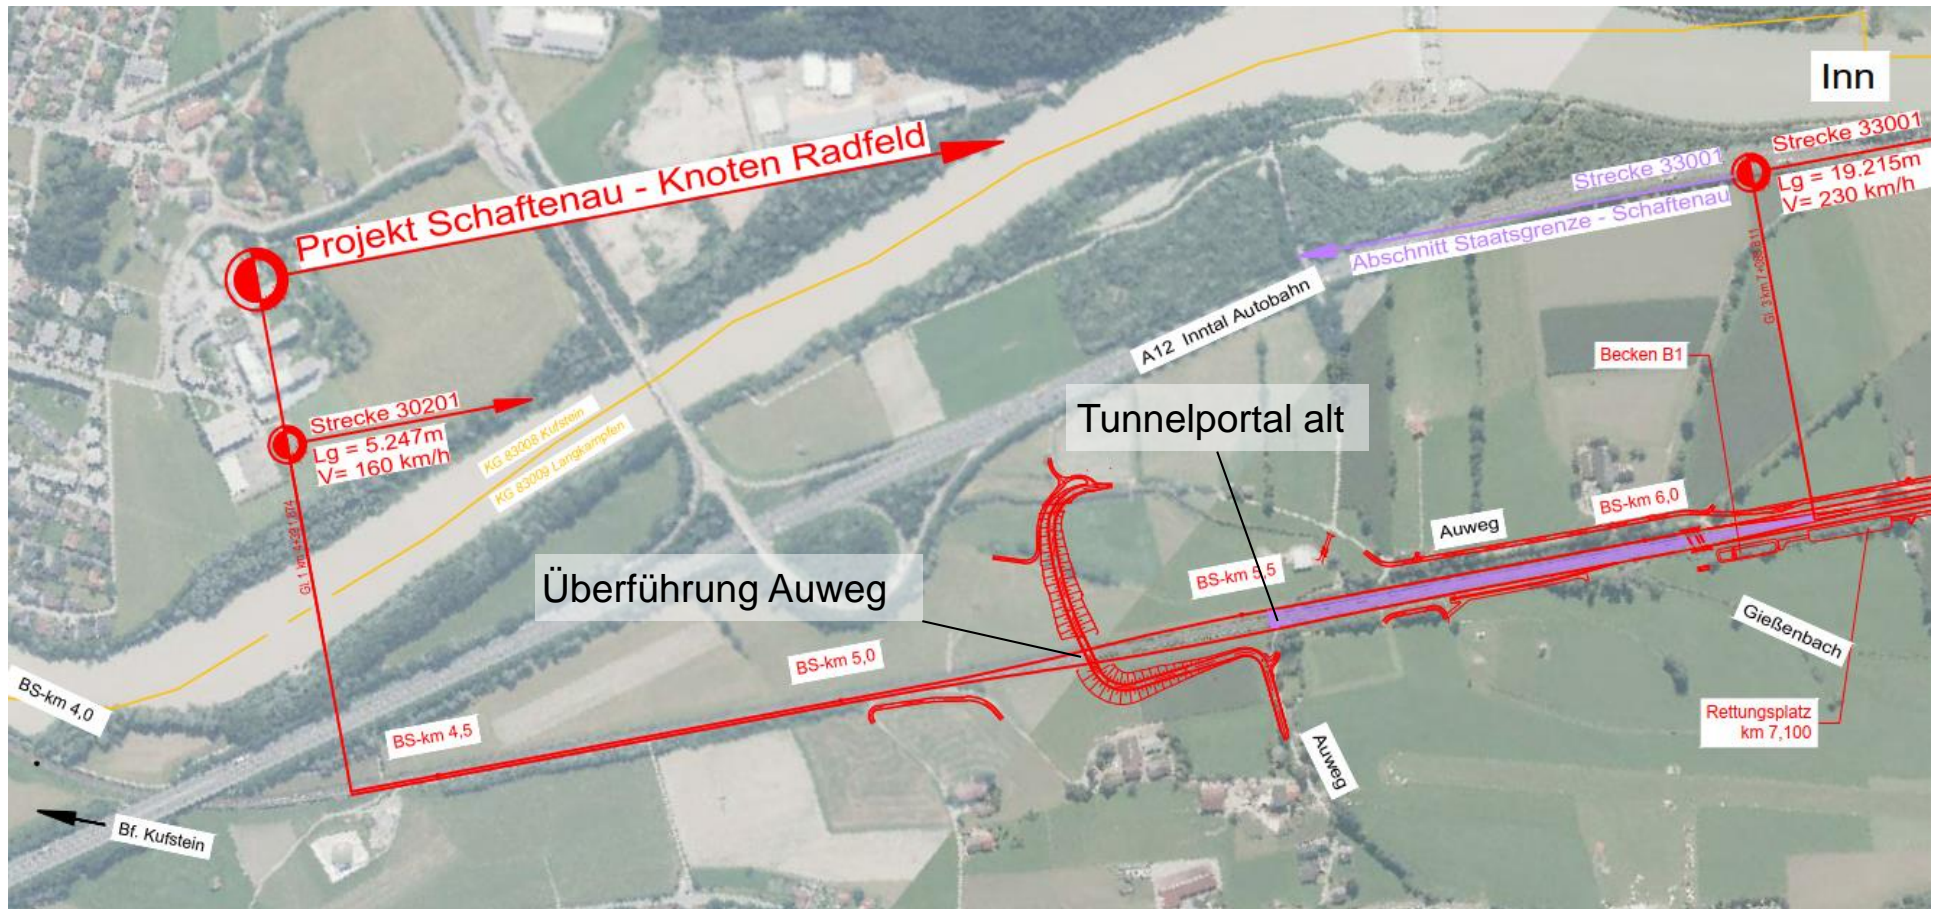 Inn
Projekt Schaftenau - Knoten Radfeld
Strecke 33001
Lg = 19.215m
V= 230 km/h
Strecke 33001
Abschnitt Staatsgrenze - Schaftenau
A12 Inntal Autobahn
Becken B1
Strecke 30201
Lg = 5.247m
V= 160 km/h
KG 83008 Kufstein
KG 83009 Langkampfen
Tunnelportal alt
BS-km 6,0
Auweg
BS-km 5,5
Überführung Auweg
Gießenbach
BS-km 5,0
BS-km 4,0
BS-km 4,5
Rettungsplatz
km 7,100
Auweg
Bf. Kufstein